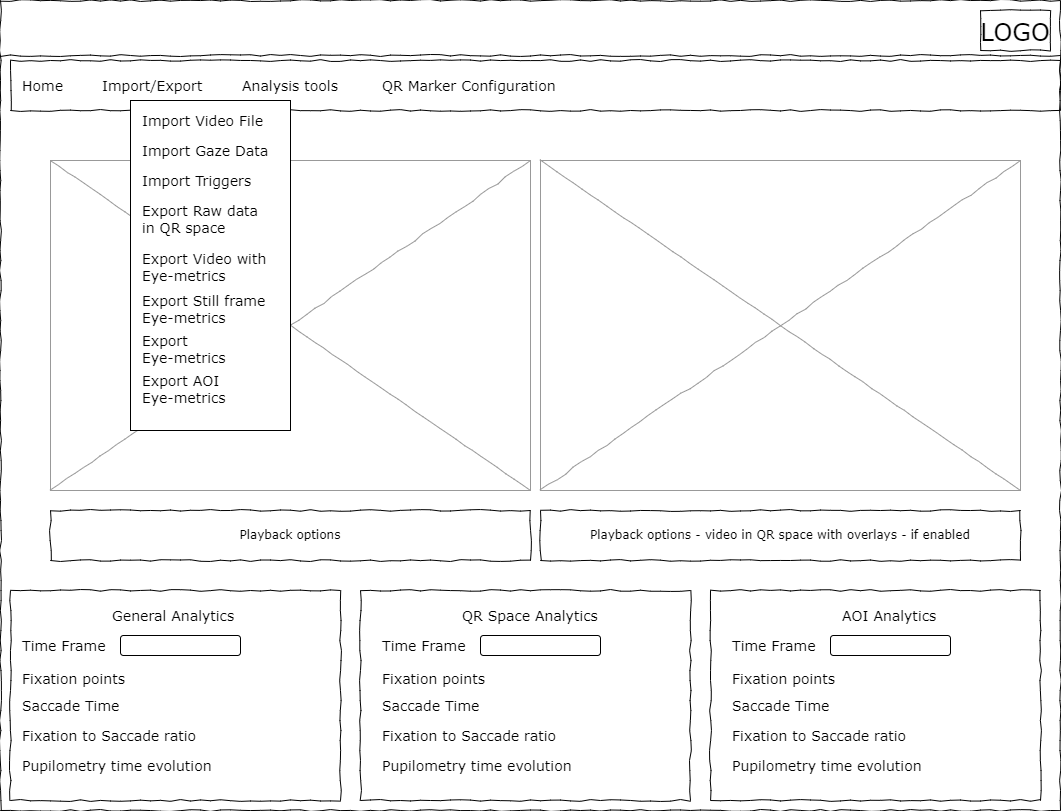 LOGO
Home Import/Export Analysis tools QR Marker Configuration
Import Video File
Import Gaze Data
Import Triggers
Export Raw data
in QR space
Export Video with
Eye-metrics
Export Still frame
Eye-metrics
Export
Eye-metrics
Export AOI
Eye-metrics
Playback options
Playback options - video in QR space with overlays - if enabled
General Analytics
Time Frame
Fixation points
Saccade Time
Fixation to Saccade ratio
Pupilometry time evolution
QR Space Analytics
Time Frame
Fixation points
Saccade Time
Fixation to Saccade ratio
Pupilometry time evolution
AOI Analytics
Time Frame
Fixation points
Saccade Time
Fixation to Saccade ratio
Pupilometry time evolution